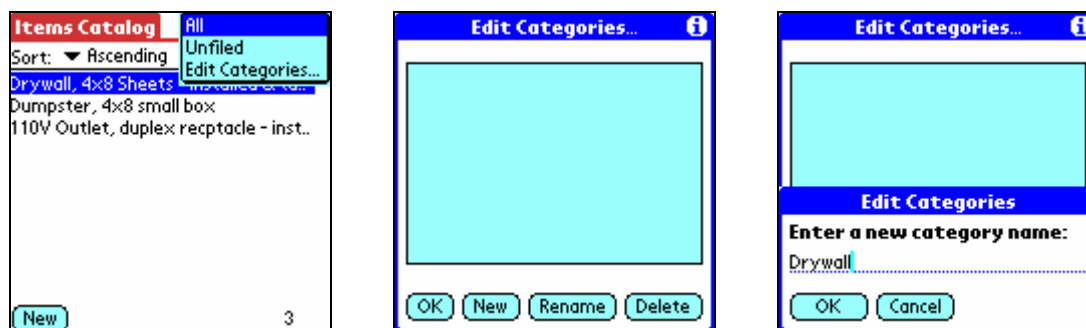 Items Catalog
All
Unfiled
Edit Categories...
Sort: Ascending
Drywall, 4x8 Sheets -
Dumpster, 4x8 small box
110V Outlet, duplex recptacle - inst..
New
3
Edit Categories...
OK New Rename Delete
Edit Categories...
Edit Categories
Enter a new category name:
Drywall
OK Cancel